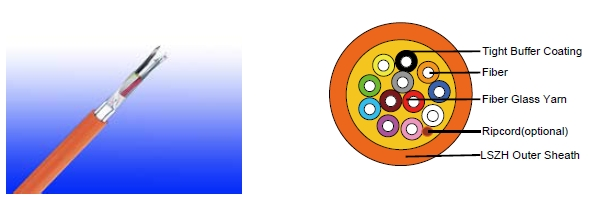 Tight Buffer Coating
Fiber
Fiber Glass Yarn
Ripcord(optional)
LSZH Outer Sheath